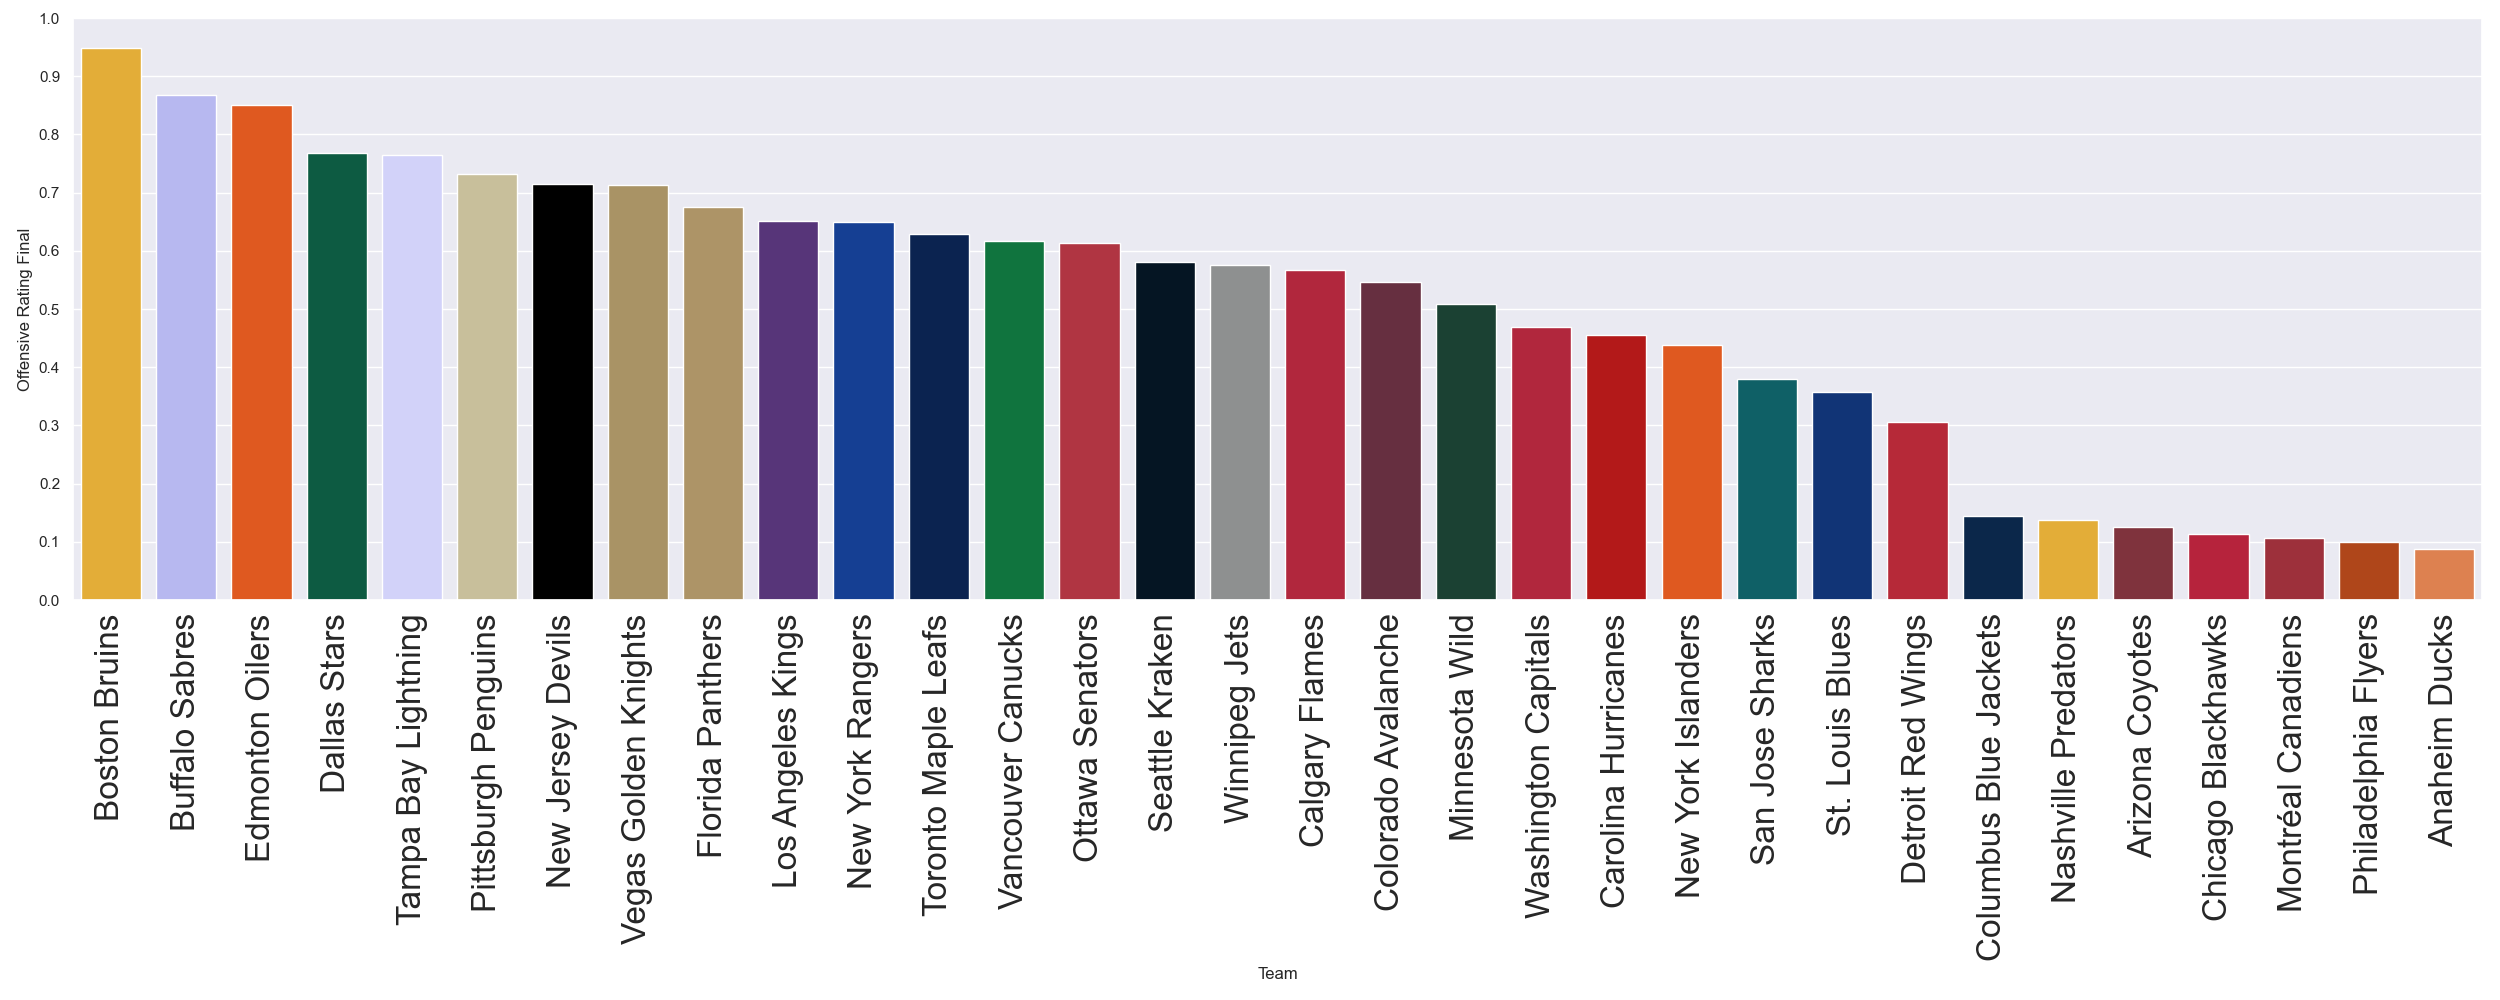 1.0
0.9
0.8
0.7
0.6
0.5
0.4
0.3
0.2
0.1
0.0
Offensive Rating Final
Boston Bruins
Buffalo Sabres
Edmonton Oilers
Dallas Stars
Tampa Bay Lightning
Pittsburgh Penguins
New Jersey Devils
Vegas Golden Knights
Florida Panthers
Los Angeles Kings
New York Rangers
Toronto Maple Leafs
Vancouver Canucks
Ottawa Senators
Seattle Kraken
Winnipeg Jets
Calgary Flames
Colorado Avalanche
Minnesota Wild
Washington Capitals
Carolina Hurricanes
New York Islanders
San Jose Sharks
St. Louis Blues
Detroit Red Wings
Columbus Blue Jackets
Nashville Predators
Arizona Coyotes
Chicago Blackhawks
Montréal Canadiens
Philadelphia Flyers
Anaheim Ducks
Team